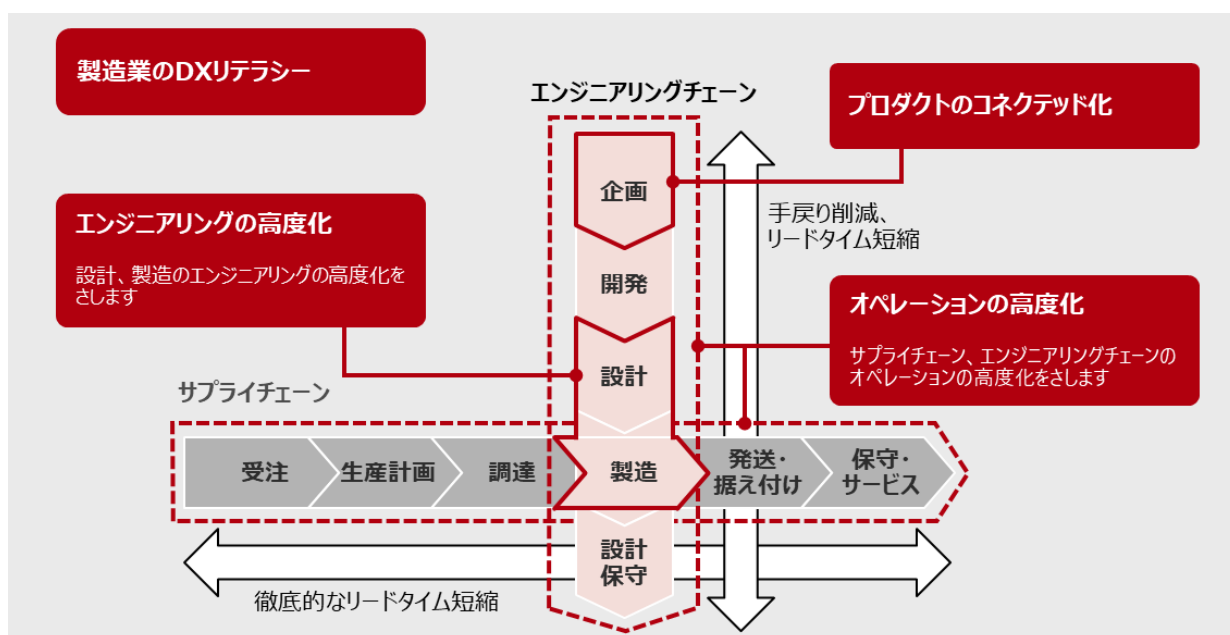 製造業のDXリテラシー
エンジニアリングチェーン
プロダクトのコネクテッド化
企画
手戻り削減、
リードタイム短縮
エンジニアリングの高度化
設計、製造のエンジニアリングの高度化を
さします
開発
オペレーションの高度化
サプライチェーン、エンジニアリングチェーンの
オペレーションの高度化をさします
設計
サプライチェーン
受注
生産計画
調達
製造
発送・
据え付け
保守・
サービス
設計
保守
徹底的なリードタイム短縮